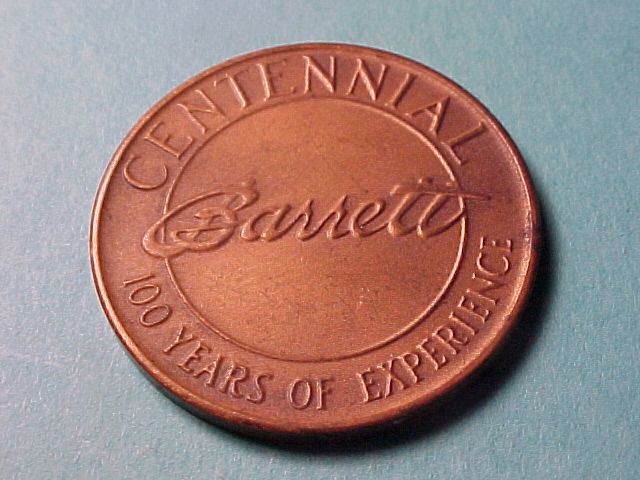 CENTENNIAL
Barrett
100 YEARS OF EXPERIENCE